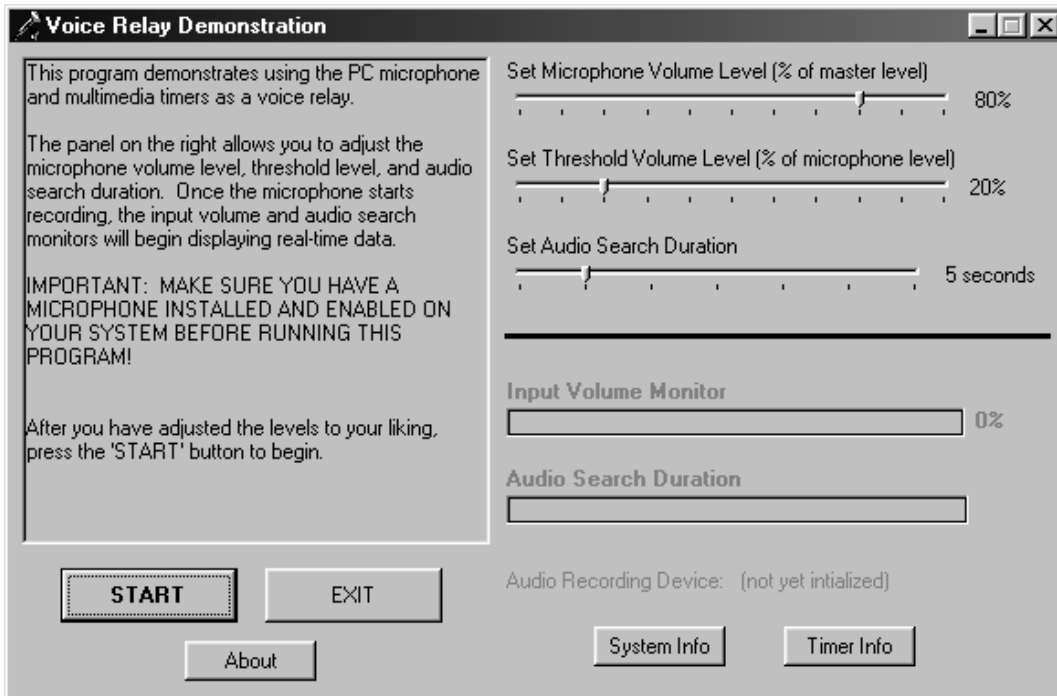 Voice Relay Demonstration
This program demonstrates using the PC microphone
and multimedia timers as a voice relay.
The panel on the right allows you to adjust the
microphone volume level, threshold level, and audio
search duration.  Once the microphone starts
recording, the input volume and audio search
monitors will begin displaying real-time data.
IMPORTANT:  MAKE SURE YOU HAVE A
MICROPHONE INSTALLED AND ENABLED ON
YOUR SYSTEM BEFORE RUNNING THIS
PROGRAM!
After you have adjusted the levels to your liking,
press the 'START' button to begin.
START
EXIT
About
Set Microphone Volume Level (% of master level)
80%
Set Threshold Volume Level (% of microphone level)
20%
Set Audio Search Duration
5 seconds
Input Volume Monitor
0%
Audio Search Duration
Audio Recording Device:   (not yet intialized)
System Info
Timer Info